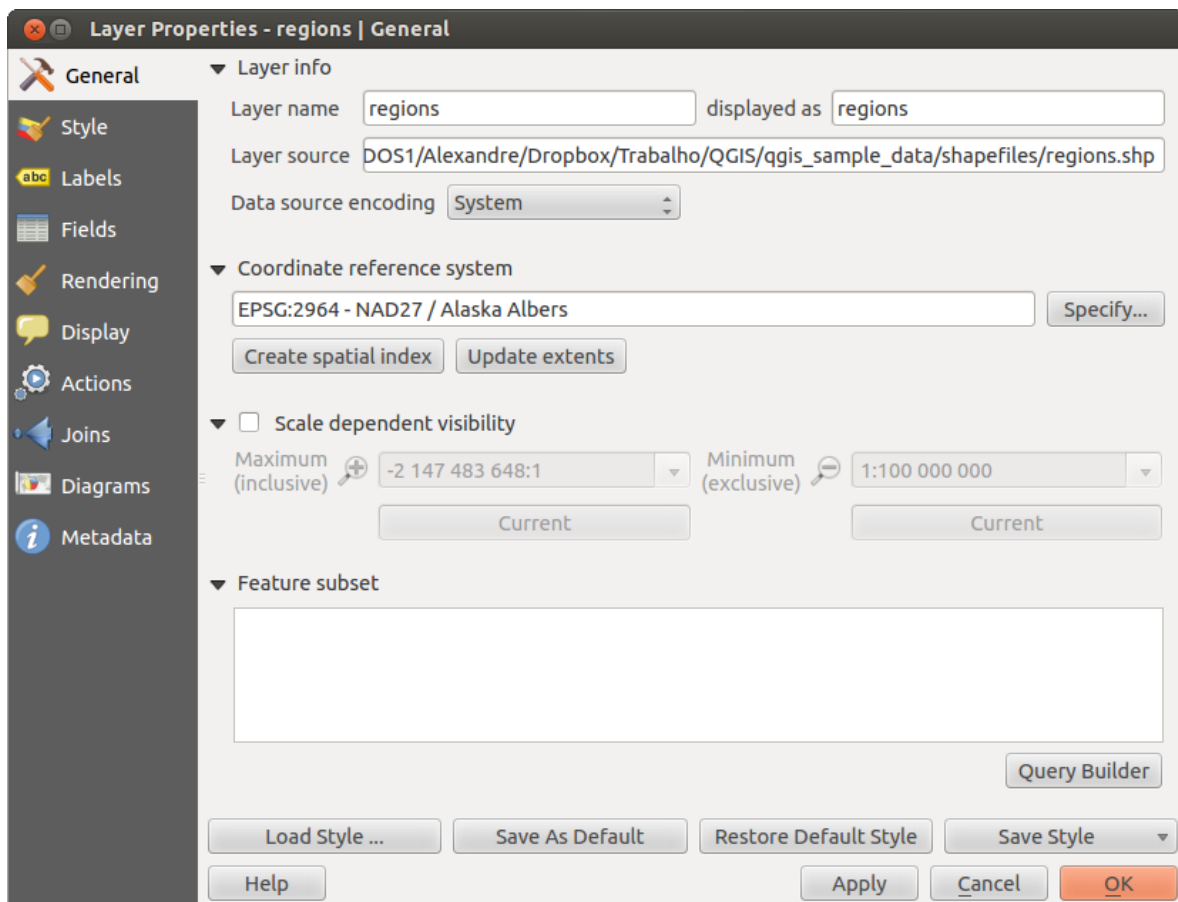 Layer Properties - regions | General
General
Style
abc Labels
Fields
Rendering
Display
Actions
Joins
Diagrams
i Metadata
Layer info
Layer name regions displayed as regions
Layer source DOS1/Alexandre/Dropbox/Trabalho/QGIS/qgis_sample_data/shapefiles/regions.shp
Data source encoding System
Coordinate reference system
EPSG:2964 - NAD27 / Alaska Albers Specify...
Create spatial index Update extents
Scale dependent visibility
Maximum (inclusive) -2 147 483 648:1 Minimum (exclusive) 1:100 000 000
Current Current
Feature subset
Query Builder
Load Style ... Save As Default Restore Default Style Save Style
Help Apply Cancel OK